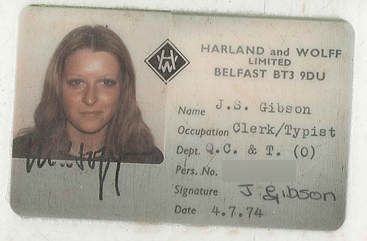 HARLAND and WOLFF
LIMITED
BELFAST BT3 9DU
Name J.S. Gibson
Occupation Clerk/Typist
Dept. Q.C. & T. (O)
Pers. No.
Signature J Gibson
Date 4.7.74